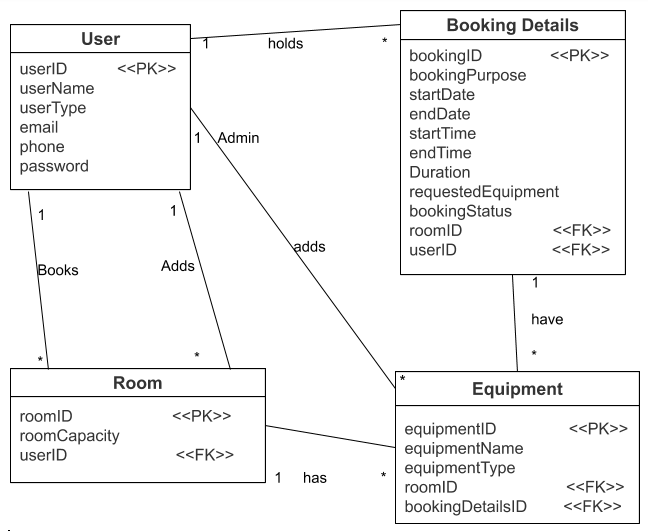 User
userID <<PK>>
userName
userType
email
phone
password
Booking Details
bookingID <<PK>>
bookingPurpose
startDate
endDate
startTime
endTime
Duration
requestedEquipment
bookingStatus
roomID <<FK>>
userID <<FK>>
1 holds *
1 Admin
adds
*
1
Books
*
1
Adds
*
1
have
*
Room
roomID <<PK>>
roomCapacity
userID <<FK>>
1 has *
Equipment
equipmentID <<PK>>
equipmentName
equipmentType
roomID <<FK>>
bookingDetailsID <<FK>>